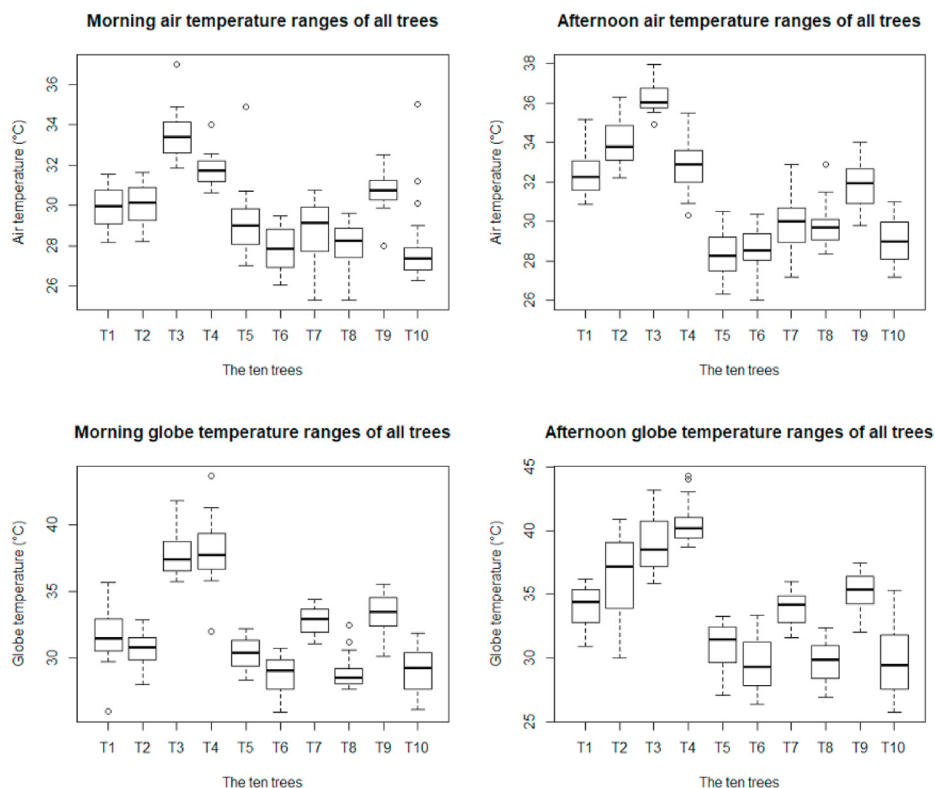 Morning air temperature ranges of all trees
Air temperature (°C)
36
34
32
30
28
26
T1 T2 T3 T4 T5 T6 T7 T8 T9 T10
The ten trees
Afternoon air temperature ranges of all trees
Air temperature (°C)
38
36
34
32
30
28
26
T1 T2 T3 T4 T5 T6 T7 T8 T9 T10
The ten trees
Morning globe temperature ranges of all trees
Globe temperature (°C)
40
35
30
T1 T2 T3 T4 T5 T6 T7 T8 T9 T10
The ten trees
Afternoon globe temperature ranges of all trees
Globe temperature (°C)
45
40
35
30
25
T1 T2 T3 T4 T5 T6 T7 T8 T9 T10
The ten trees